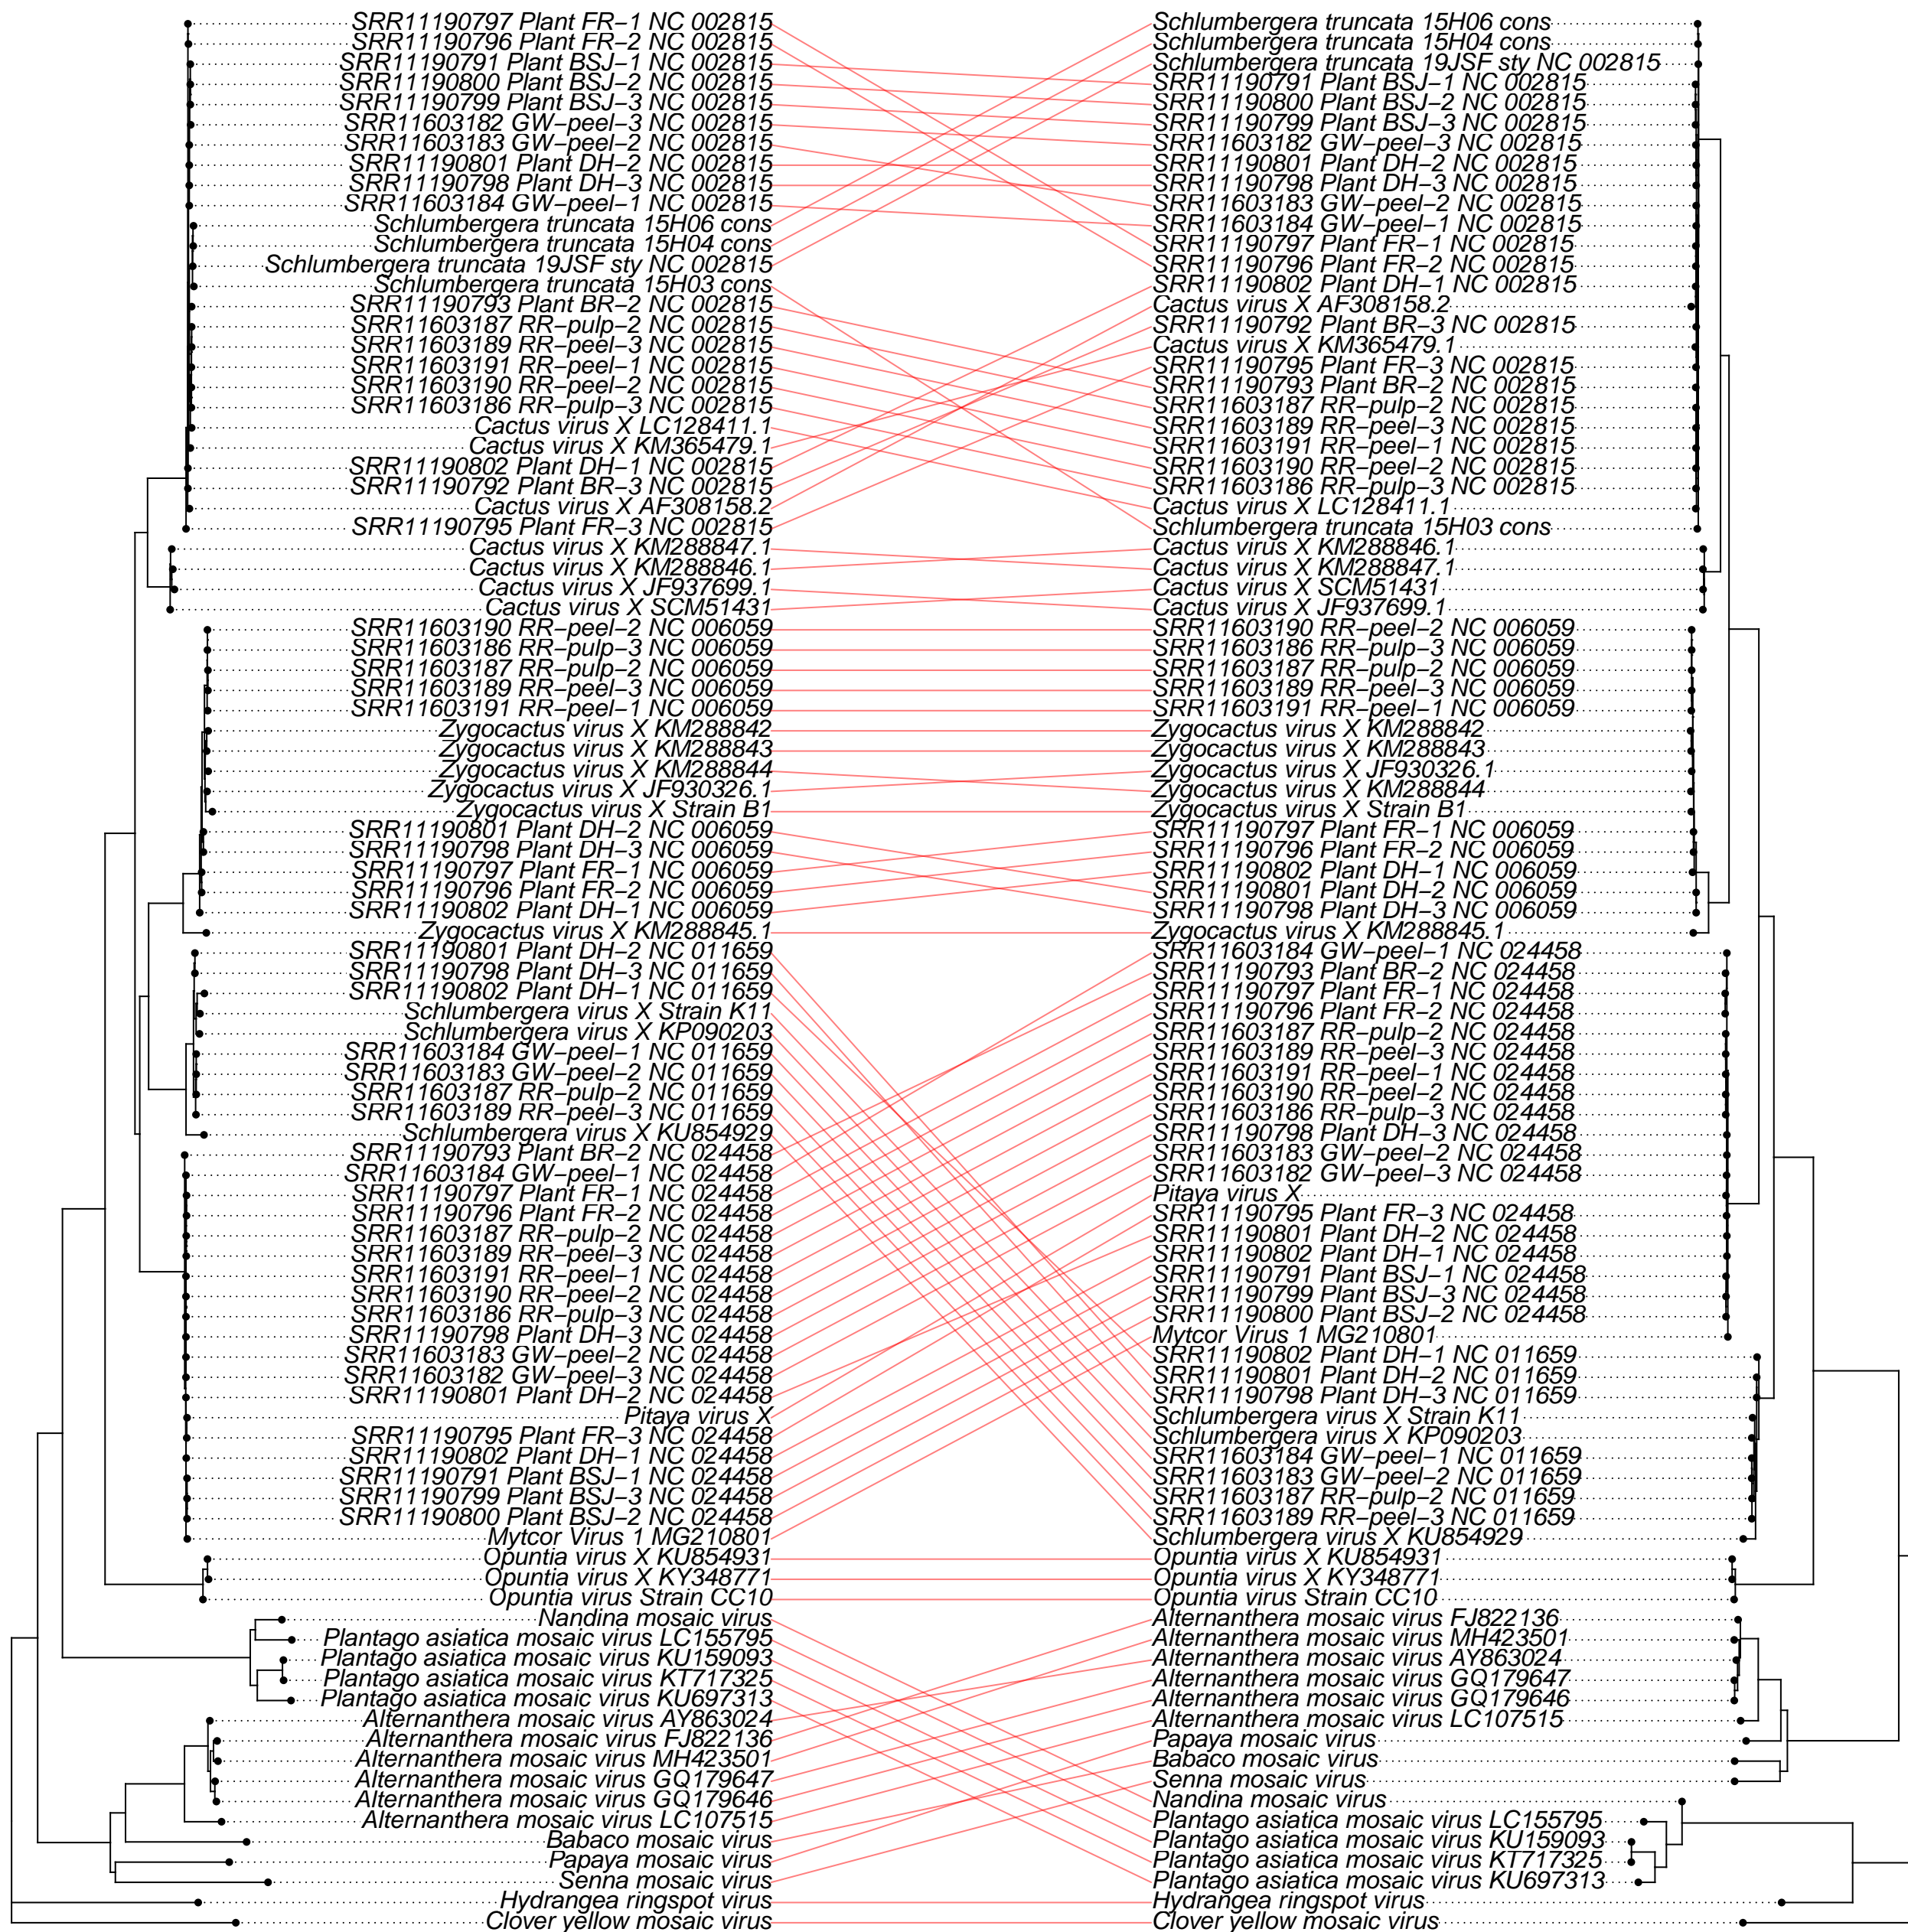 SRR11190797 Plant FR−1 NC 002815
SRR11190796 Plant FR−2 NC 002815
SRR11190791 Plant BSJ−1 NC 002815
SRR11190800 Plant BSJ−2 NC 002815
SRR11190799 Plant BSJ−3 NC 002815
SRR11603182 GW−peel−3 NC 002815
SRR11603183 GW−peel−2 NC 002815
SRR11190801 Plant DH−2 NC 002815
SRR11190798 Plant DH−3 NC 002815
SRR11603184 GW−peel−1 NC 002815
Schlumbergera truncata 15H06 cons
Schlumbergera truncata 15H04 cons
Schlumbergera truncata 19JSF sty NC 002815
Schlumbergera truncata 15H03 cons
SRR11190793 Plant BR−2 NC 002815
SRR11603187 RR−pulp−2 NC 002815
SRR11603189 RR−peel−3 NC 002815
SRR11603191 RR−peel−1 NC 002815
SRR11603190 RR−peel−2 NC 002815
SRR11603186 RR−pulp−3 NC 002815
Cactus virus X LC128411.1
Cactus virus X KM365479.1
SRR11190802 Plant DH−1 NC 002815
SRR11190792 Plant BR−3 NC 002815
Cactus virus X AF308158.2
SRR11190795 Plant FR−3 NC 002815
Cactus virus X KM288847.1
Cactus virus X KM288846.1
Cactus virus X JF937699.1
Cactus virus X SCM51431
SRR11603190 RR−peel−2 NC 006059
SRR11603186 RR−pulp−3 NC 006059
SRR11603187 RR−pulp−2 NC 006059
SRR11603189 RR−peel−3 NC 006059
SRR11603191 RR−peel−1 NC 006059
Zygocactus virus X KM288842
Zygocactus virus X KM288843
Zygocactus virus X KM288844
Zygocactus virus X JF930326.1
Zygocactus virus X Strain B1
SRR11190801 Plant DH−2 NC 006059
SRR11190798 Plant DH−3 NC 006059
SRR11190797 Plant FR−1 NC 006059
SRR11190796 Plant FR−2 NC 006059
SRR11190802 Plant DH−1 NC 006059
Zygocactus virus X KM288845.1
SRR11190801 Plant DH−2 NC 011659
SRR11190798 Plant DH−3 NC 011659
SRR11190802 Plant DH−1 NC 011659
Schlumbergera virus X Strain K11
Schlumbergera virus X KP090203
SRR11603184 GW−peel−1 NC 011659
SRR11603183 GW−peel−2 NC 011659
SRR11603187 RR−pulp−2 NC 011659
SRR11603189 RR−peel−3 NC 011659
Schlumbergera virus X KU854929
SRR11190793 Plant BR−2 NC 024458
SRR11603184 GW−peel−1 NC 024458
SRR11190797 Plant FR−1 NC 024458
SRR11190796 Plant FR−2 NC 024458
SRR11603187 RR−pulp−2 NC 024458
SRR11603189 RR−peel−3 NC 024458
SRR11603191 RR−peel−1 NC 024458
SRR11603190 RR−peel−2 NC 024458
SRR11603186 RR−pulp−3 NC 024458
SRR11190798 Plant DH−3 NC 024458
SRR11603183 GW−peel−2 NC 024458
SRR11603182 GW−peel−3 NC 024458
SRR11190801 Plant DH−2 NC 024458
Pitaya virus X
SRR11190795 Plant FR−3 NC 024458
SRR11190802 Plant DH−1 NC 024458
SRR11190791 Plant BSJ−1 NC 024458
SRR11190799 Plant BSJ−3 NC 024458
SRR11190800 Plant BSJ−2 NC 024458
Mytcor Virus 1 MG210801
Opuntia virus X KU854931
Opuntia virus X KY348771
Opuntia virus Strain CC10
Nandina mosaic virus
Plantago asiatica mosaic virus LC155795
Plantago asiatica mosaic virus KU159093
Plantago asiatica mosaic virus KT717325
Plantago asiatica mosaic virus KU697313
Alternanthera mosaic virus AY863024
Alternanthera mosaic virus FJ822136
Alternanthera mosaic virus MH423501
Alternanthera mosaic virus GQ179647
Alternanthera mosaic virus GQ179646
Alternanthera mosaic virus LC107515
Babaco mosaic virus
Papaya mosaic virus
Senna mosaic virus
Hydrangea ringspot virus
Clover yellow mosaic virus
Schlumbergera truncata 15H06 cons
Schlumbergera truncata 15H04 cons
Schlumbergera truncata 19JSF sty NC 002815
SRR11190791 Plant BSJ−1 NC 002815
SRR11190800 Plant BSJ−2 NC 002815
SRR11190799 Plant BSJ−3 NC 002815
SRR11603182 GW−peel−3 NC 002815
SRR11190801 Plant DH−2 NC 002815
SRR11190798 Plant DH−3 NC 002815
SRR11603183 GW−peel−2 NC 002815
SRR11603184 GW−peel−1 NC 002815
SRR11190797 Plant FR−1 NC 002815
SRR11190796 Plant FR−2 NC 002815
SRR11190802 Plant DH−1 NC 002815
Cactus virus X AF308158.2
SRR11190792 Plant BR−3 NC 002815
Cactus virus X KM365479.1
SRR11190795 Plant FR−3 NC 002815
SRR11190793 Plant BR−2 NC 002815
SRR11603187 RR−pulp−2 NC 002815
SRR11603189 RR−peel−3 NC 002815
SRR11603191 RR−peel−1 NC 002815
SRR11603190 RR−peel−2 NC 002815
SRR11603186 RR−pulp−3 NC 002815
Cactus virus X LC128411.1
Schlumbergera truncata 15H03 cons
Cactus virus X KM288846.1
Cactus virus X KM288847.1
Cactus virus X SCM51431
Cactus virus X JF937699.1
SRR11603190 RR−peel−2 NC 006059
SRR11603186 RR−pulp−3 NC 006059
SRR11603187 RR−pulp−2 NC 006059
SRR11603189 RR−peel−3 NC 006059
SRR11603191 RR−peel−1 NC 006059
Zygocactus virus X KM288842
Zygocactus virus X KM288843
Zygocactus virus X JF930326.1
Zygocactus virus X KM288844
Zygocactus virus X Strain B1
SRR11190797 Plant FR−1 NC 006059
SRR11190796 Plant FR−2 NC 006059
SRR11190802 Plant DH−1 NC 006059
SRR11190801 Plant DH−2 NC 006059
SRR11190798 Plant DH−3 NC 006059
Zygocactus virus X KM288845.1
SRR11603184 GW−peel−1 NC 024458
SRR11190793 Plant BR−2 NC 024458
SRR11190797 Plant FR−1 NC 024458
SRR11190796 Plant FR−2 NC 024458
SRR11603187 RR−pulp−2 NC 024458
SRR11603189 RR−peel−3 NC 024458
SRR11603191 RR−peel−1 NC 024458
SRR11603190 RR−peel−2 NC 024458
SRR11603186 RR−pulp−3 NC 024458
SRR11190798 Plant DH−3 NC 024458
SRR11603183 GW−peel−2 NC 024458
SRR11603182 GW−peel−3 NC 024458
Pitaya virus X
SRR11190795 Plant FR−3 NC 024458
SRR11190801 Plant DH−2 NC 024458
SRR11190802 Plant DH−1 NC 024458
SRR11190791 Plant BSJ−1 NC 024458
SRR11190799 Plant BSJ−3 NC 024458
SRR11190800 Plant BSJ−2 NC 024458
Mytcor Virus 1 MG210801
SRR11190802 Plant DH−1 NC 011659
SRR11190801 Plant DH−2 NC 011659
SRR11190798 Plant DH−3 NC 011659
Schlumbergera virus X Strain K11
Schlumbergera virus X KP090203
SRR11603184 GW−peel−1 NC 011659
SRR11603183 GW−peel−2 NC 011659
SRR11603187 RR−pulp−2 NC 011659
SRR11603189 RR−peel−3 NC 011659
Schlumbergera virus X KU854929
Opuntia virus X KU854931
Opuntia virus X KY348771
Opuntia virus Strain CC10
Alternanthera mosaic virus FJ822136
Alternanthera mosaic virus MH423501
Alternanthera mosaic virus AY863024
Alternanthera mosaic virus GQ179647
Alternanthera mosaic virus GQ179646
Alternanthera mosaic virus LC107515
Papaya mosaic virus
Babaco mosaic virus
Senna mosaic virus
Nandina mosaic virus
Plantago asiatica mosaic virus LC155795
Plantago asiatica mosaic virus KU159093
Plantago asiatica mosaic virus KT717325
Plantago asiatica mosaic virus KU697313
Hydrangea ringspot virus
Clover yellow mosaic virus